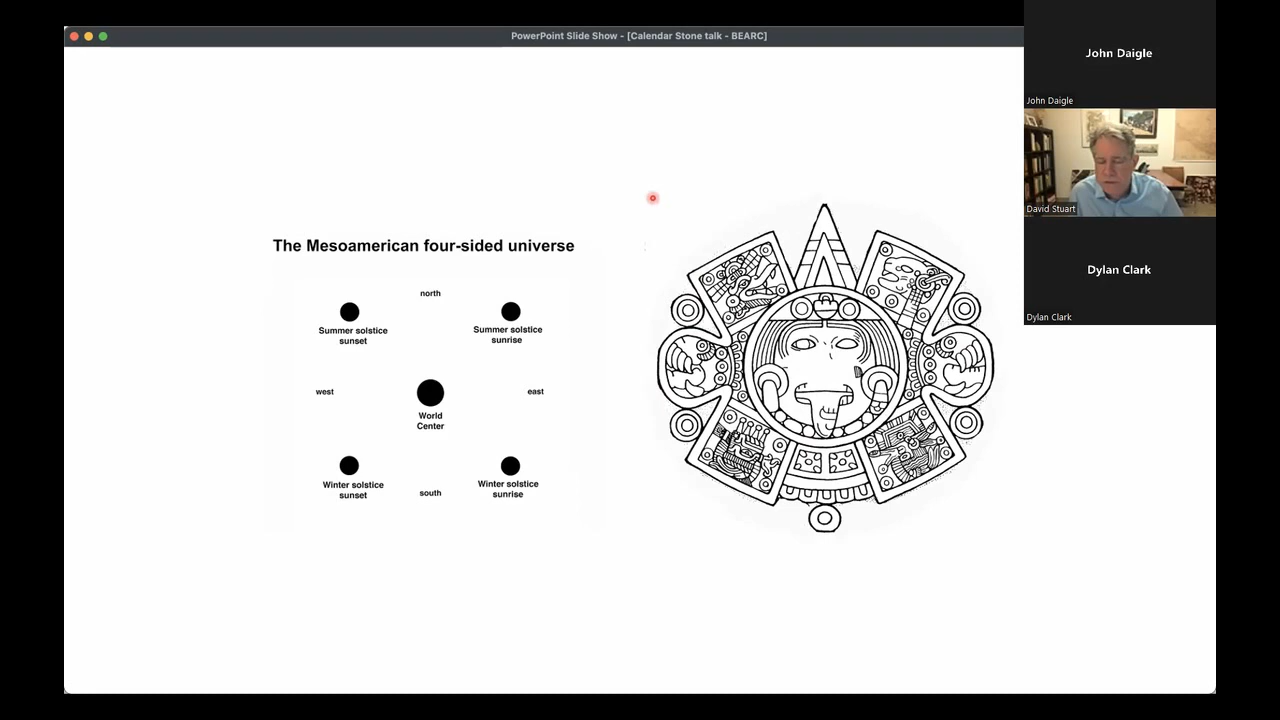 PowerPoint Slide Show - [Calendar Stone talk - BEARC]
John Daigle
John Daigle
David Stuart
Dylan Clark
Dylan Clark
The Mesoamerican four-sided universe
north
Summer solstice
sunset
Summer solstice
sunrise
west
east
World
Center
Winter solstice
sunset
Winter solstice
sunrise
south